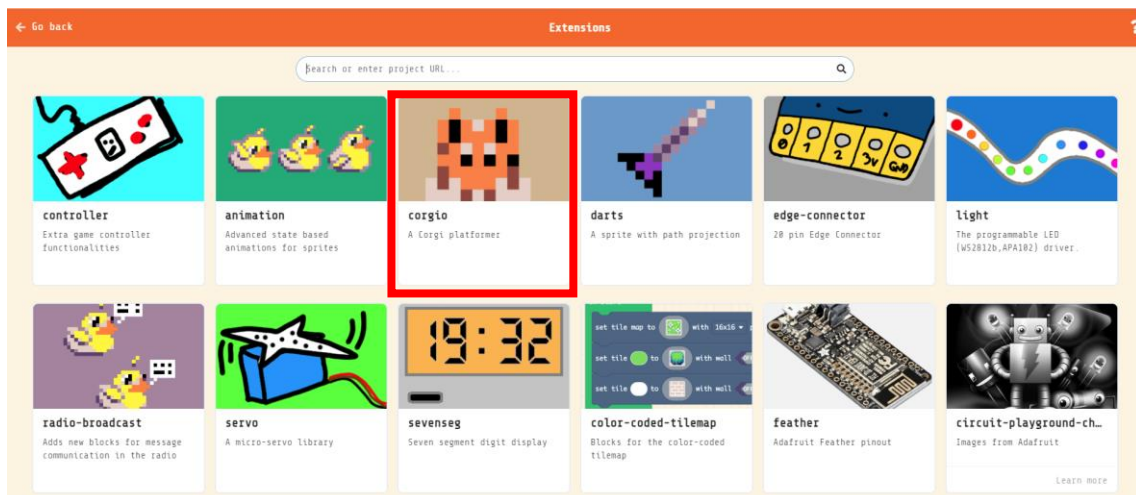 ← Go back
Extensions
?
Search or enter project URL...
controller
Extra game controller
functionalities
animation
Advanced state based
animations for sprites
corgio
A Corgi platformer
darts
A sprite with path projection
0 1 2 3V GND
edge-connector
20 pin Edge Connector
light
The programmable LED
(WS2812b,APA102) driver.
radio-broadcast
Adds new blocks for message
communication in the radio
servo
A micro-servo library
19:32
sevenseg
Seven segment digit display
set tile map to with 16x16
set tile to with wall
set tile to with wall
color-coded-tilemap
Blocks for the color-coded
tilemap
feather
Adafruit Feather pinout
circuit-playground-ch…
Images from Adafruit
Learn more